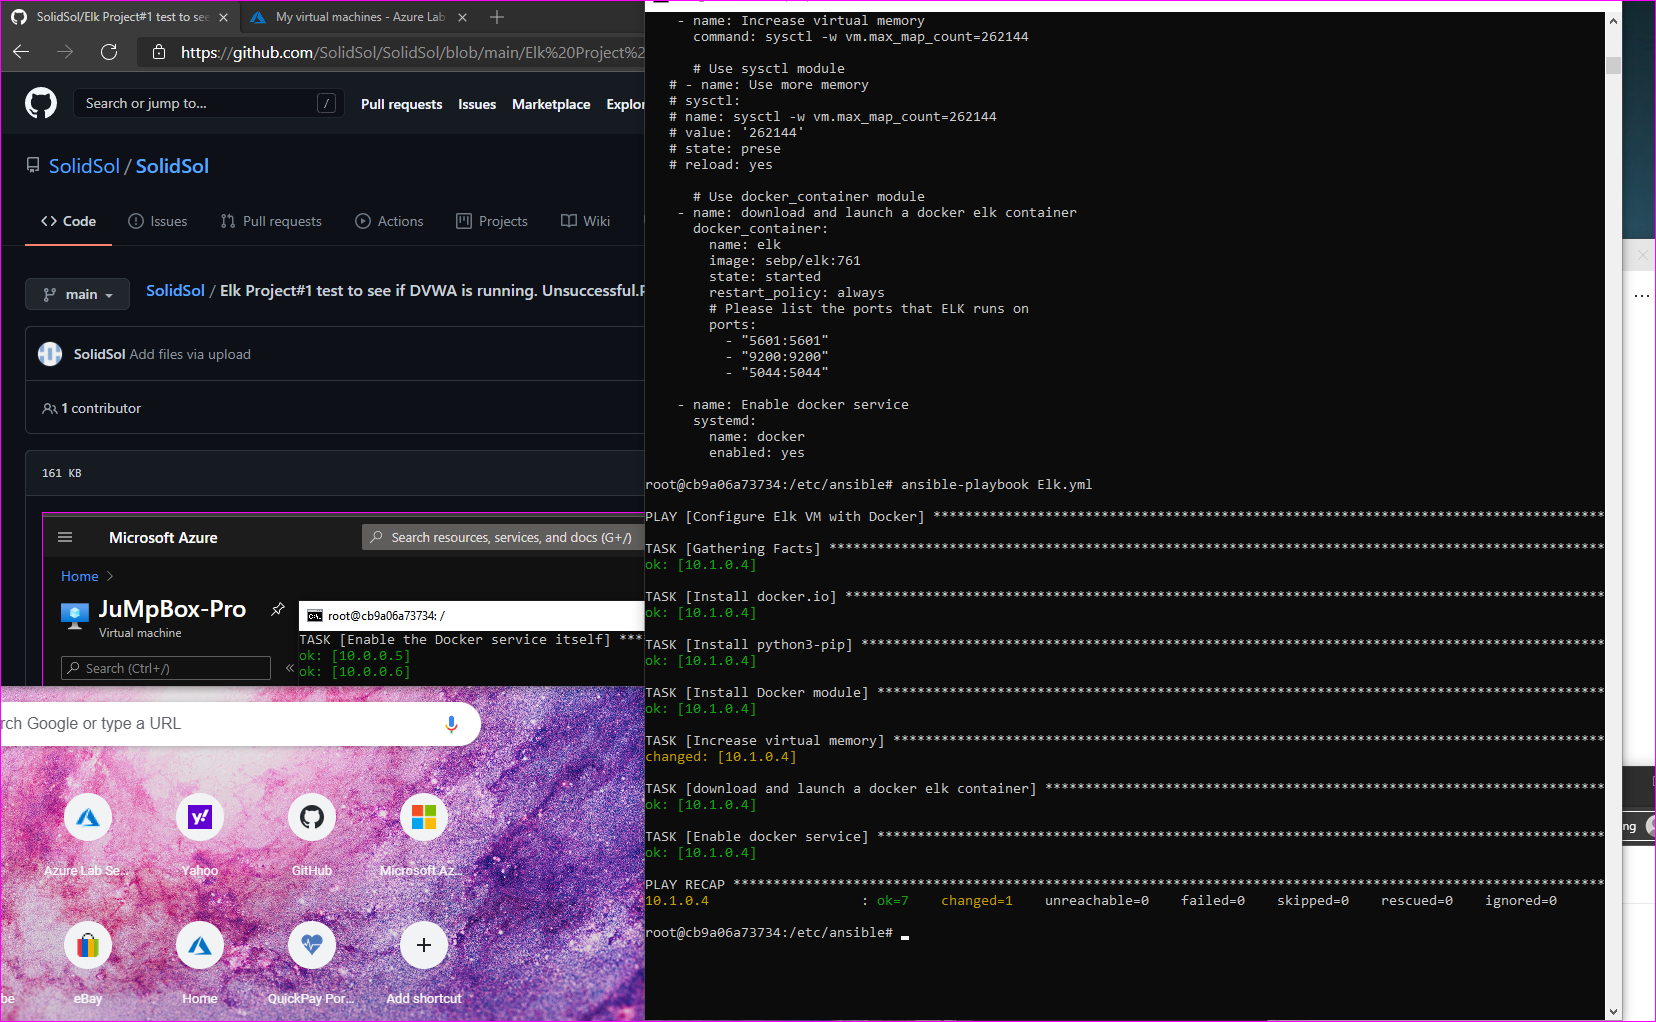 SolidSol/Elk Project#1 test to see
My virtual machines - Azure Lab
https://github.com/SolidSol/SolidSol/blob/main/Elk%20Project%2
Search or jump to... /
Pull requests Issues Marketplace Explor
SolidSol / SolidSol
Code Issues Pull requests Actions Projects Wiki
main SolidSol / Elk Project#1 test to see if DVWA is running. Unsuccessful.P
SolidSol Add files via upload
1 contributor
161 KB
Microsoft Azure
Search resources, services, and docs (G+/)
Home >
JuMpBox-Pro
Virtual machine
Search (Ctrl+/) «
root@cb9a06a73734: /
TASK [Enable the Docker service itself] ***
ok: [10.0.0.5]
ok: [10.0.0.6]
rch Google or type a URL
Azure Lab Se... Yahoo GitHub Microsoft Az...
be eBay Home QuickPay Por... Add shortcut
- name: Increase virtual memory
command: sysctl -w vm.max_map_count=262144
# Use sysctl module
# - name: Use more memory
# sysctl:
# name: sysctl -w vm.max_map_count=262144
# value: '262144'
# state: prese
# reload: yes
# Use docker_container module
- name: download and launch a docker elk container
docker_container:
name: elk
image: sebp/elk:761
state: started
restart_policy: always
# Please list the ports that ELK runs on
ports:
- "5601:5601"
- "9200:9200"
- "5044:5044"
- name: Enable docker service
systemd:
name: docker
enabled: yes
root@cb9a06a73734:/etc/ansible# ansible-playbook Elk.yml
PLAY [Configure Elk VM with Docker] ************************************************************************************
TASK [Gathering Facts] *************************************************************************************************
ok: [10.1.0.4]
TASK [Install docker.io] ***********************************************************************************************
ok: [10.1.0.4]
TASK [Install python3-pip] *********************************************************************************************
ok: [10.1.0.4]
TASK [Install Docker module] *******************************************************************************************
ok: [10.1.0.4]
TASK [Increase virtual memory] *****************************************************************************************
changed: [10.1.0.4]
TASK [download and launch a docker elk container] **********************************************************************
ok: [10.1.0.4]
TASK [Enable docker service] *******************************************************************************************
ok: [10.1.0.4]
PLAY RECAP *************************************************************************************************************
10.1.0.4 : ok=7 changed=1 unreachable=0 failed=0 skipped=0 rescued=0 ignored=0
root@cb9a06a73734:/etc/ansible#
ng